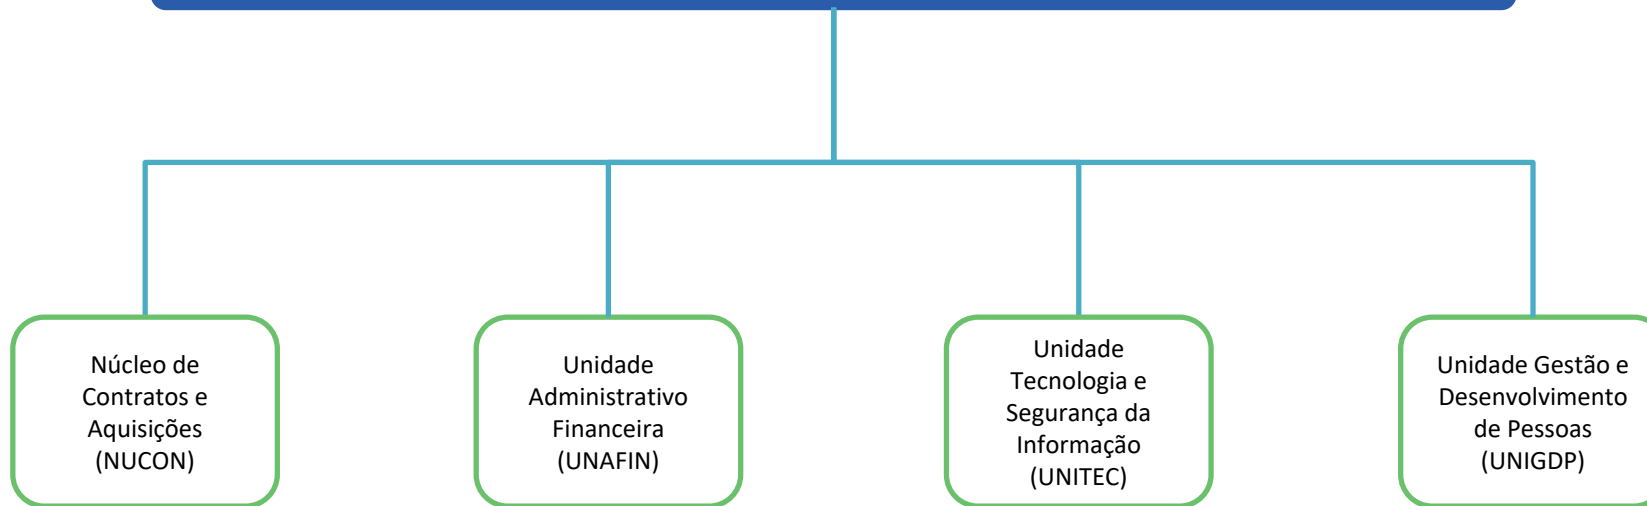 Núcleo de
Contratos e
Aquisições
(NUCON)
Unidade
Administrativo
Financeira
(UNAFIN)
Unidade
Tecnologia e
Segurança da
Informação
(UNITEC)
Unidade Gestão e
Desenvolvimento
de Pessoas
(UNIGDP)